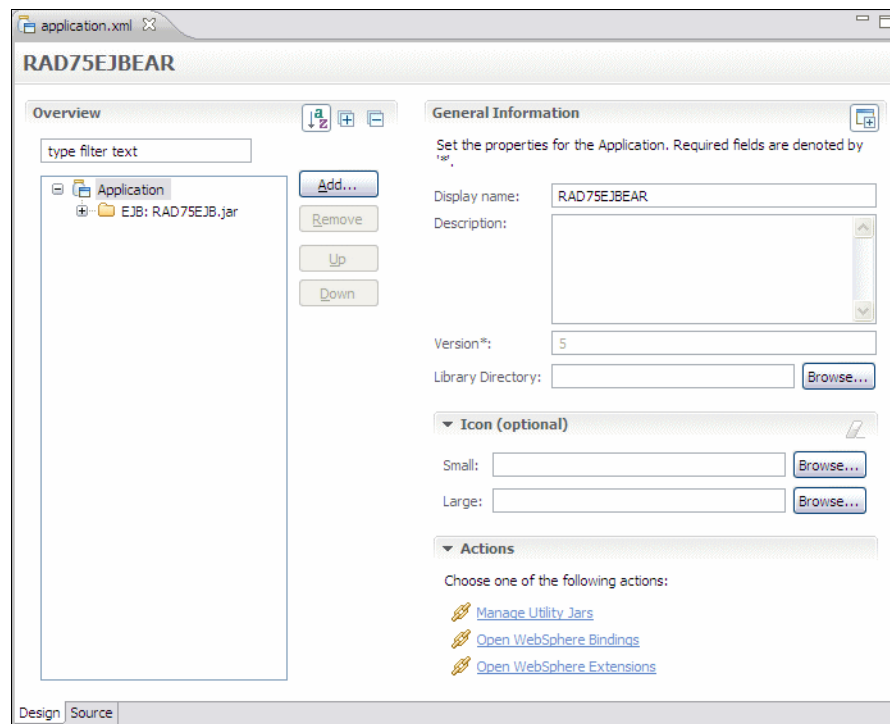 application.xml
RAD75EJBEAR
Overview
type filter text
Application
EJB: RAD75EJB.jar
Add...
Remove
Up
Down
General Information
Set the properties for the Application. Required fields are denoted by
'*'.
Display name: RAD75EJBEAR
Description:
Version*: 5
Library Directory: Browse...
Icon (optional)
Small: Browse...
Large: Browse...
Actions
Choose one of the following actions:
Manage Utility Jars
Open WebSphere Bindings
Open WebSphere Extensions
Design Source